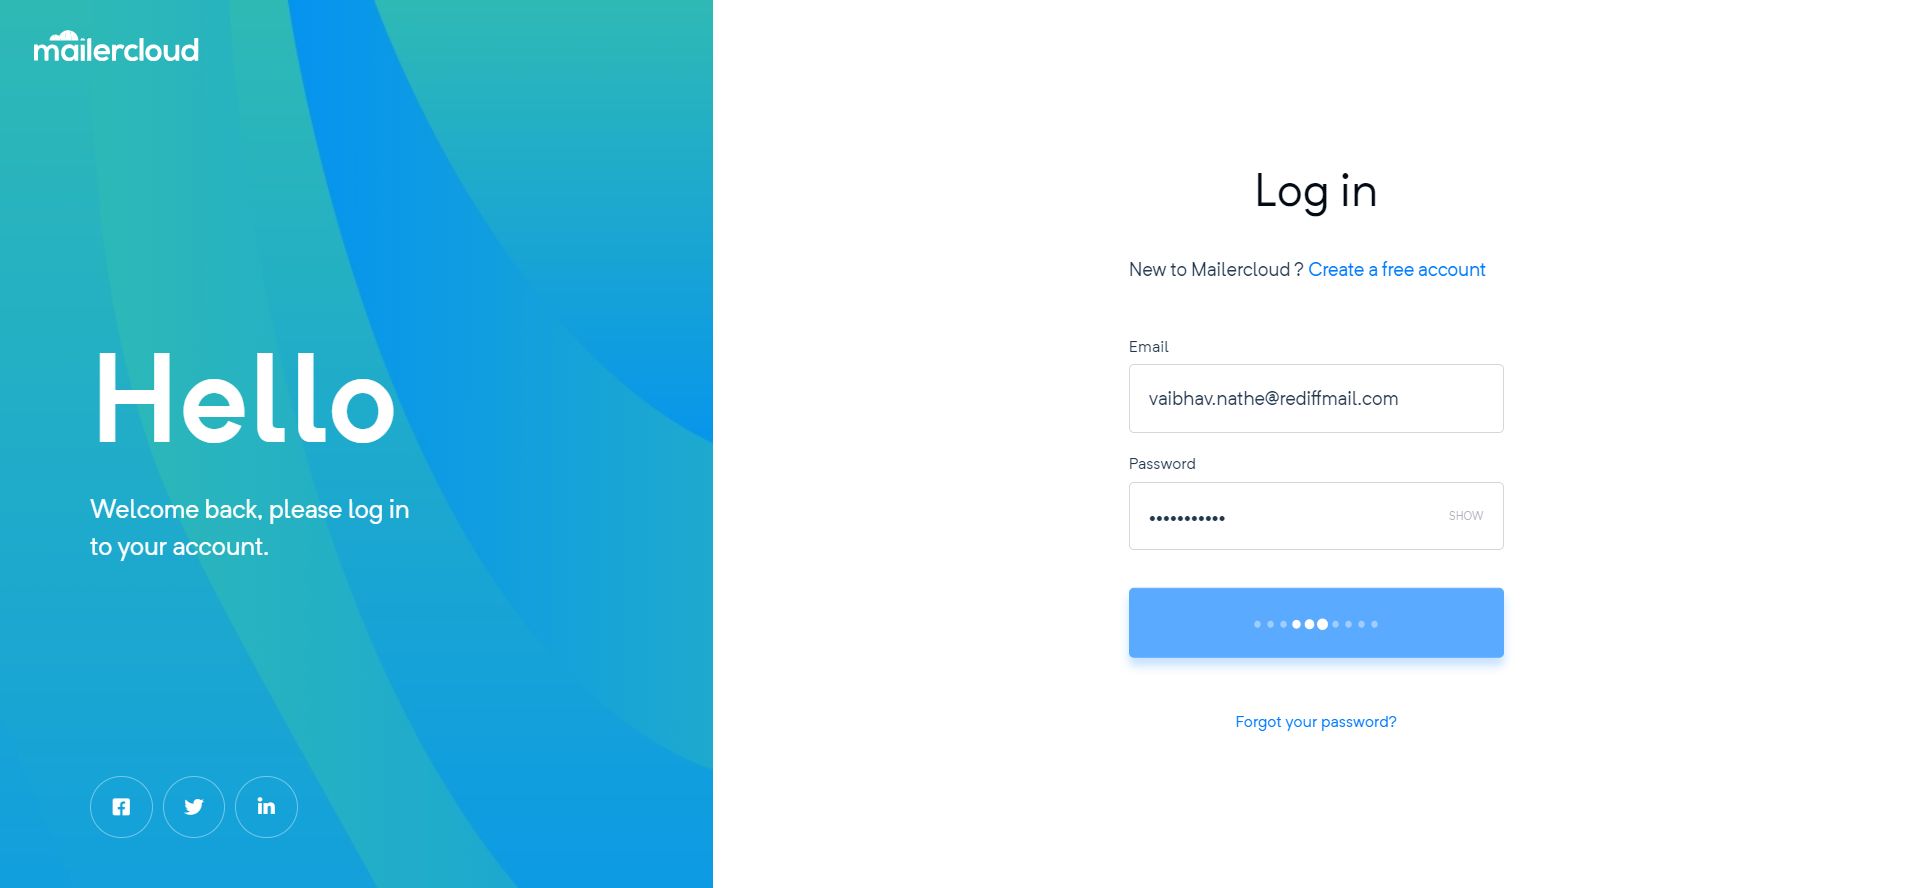 mailercloud
Hello
Welcome back, please log in
to your account.
Log in
New to Mailercloud ? Create a free account
Email
vaibhav.nathe@rediffmail.com
Password
•••••••••••
SHOW
Forgot your password?